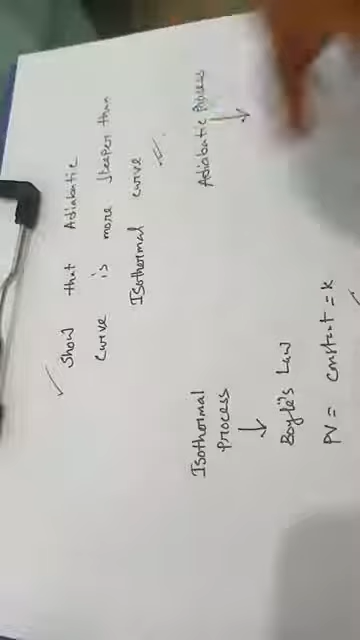 Show that Adiabatic
curve is more steeper than
Isothermal curve
Isothermal
Process
↓
Boyle's Law
PV = constant = K
Adiabatic Process
↓